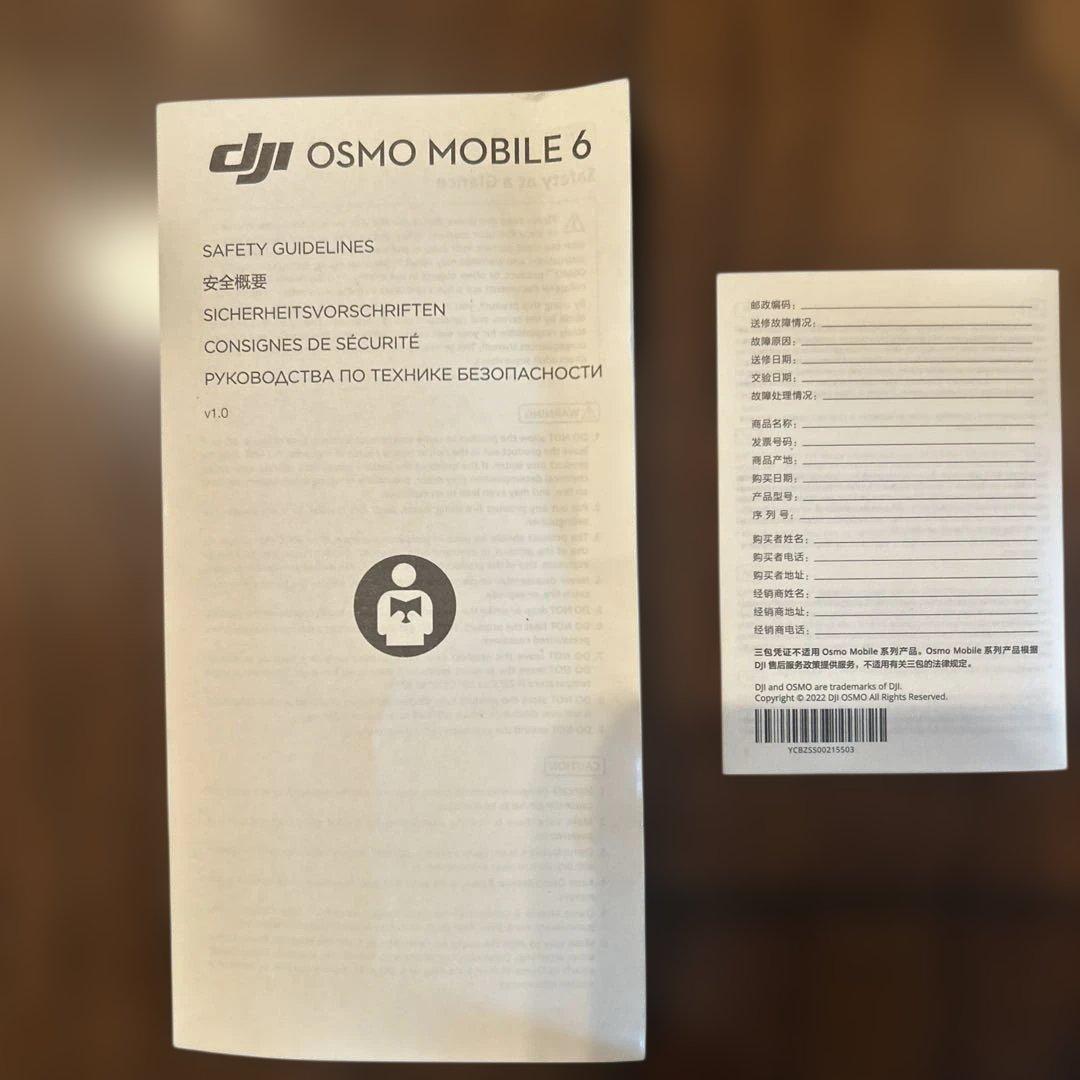 dji OSMO MOBILE 6
SAFETY GUIDELINES
安全概要
SICHERHEITSVORSCHRIFTEN
CONSIGNES DE SÉCURITÉ
РУКОВОДСТВА ПО ТЕХНИКЕ БЕЗОПАСНОСТИ
v1.0
邮政编码：
送修故障情况：
故障原因：
送修日期：
交验日期：
故障处理情况：
商品名称：
发票号码：
商品产地：
购买日期：
产品型号：
序 列 号：
购买者姓名：
购买者电话：
购买者地址：
经销商姓名：
经销商地址：
经销商电话：
三包凭证不适用 Osmo Mobile 系列产品。Osmo Mobile 系列产品根据
DJI 售后服务政策提供服务，不适用有关三包的法律规定。
DJI and OSMO are trademarks of DJI.
Copyright © 2022 DJI OSMO All Rights Reserved.
YCBZSS00215503